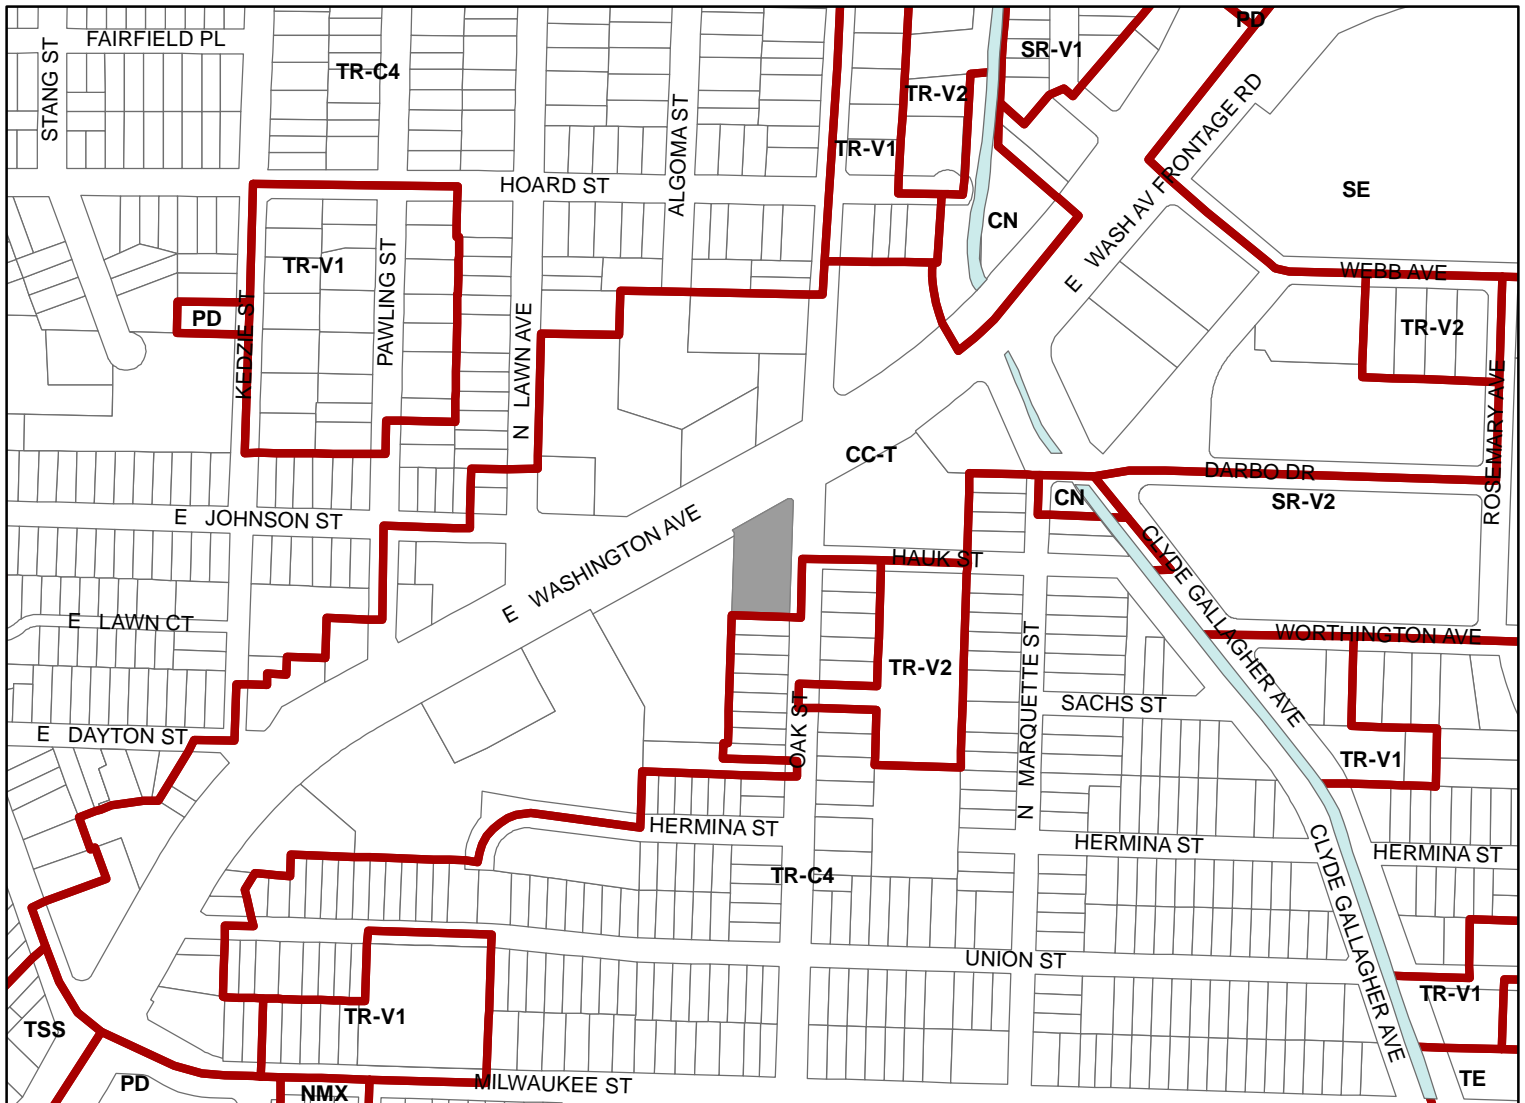 PD
FAIRFIELD PL
SR-V1
STANG ST
TR-C4
TR-V2
ALGOMA ST
TR-V1
E WASH AV FRONTAGE RD
HOARD ST
SE
CN
TR-V1
PAWLING ST
WEBB AVE
PD
KEDZIE ST
N LAWN AVE
TR-V2
ROSEMARY AVE
CC-T
DARBO DR
CN
SR-V2
E JOHNSON ST
E WASHINGTON AVE
HAUK ST
CLYDE GALLAGHER AVE
E LAWN CT
WORTHINGTON AVE
TR-V2
N MARQUETTE ST
SACHS ST
OAK ST
E DAYTON ST
TR-V1
HERMINA ST
HERMINA ST
HERMINA ST
CLYDE GALLAGHER AVE
TR-C4
UNION ST
TR-V1
TR-V1
TSS
PD
NMX
MILWAUKEE ST
TE